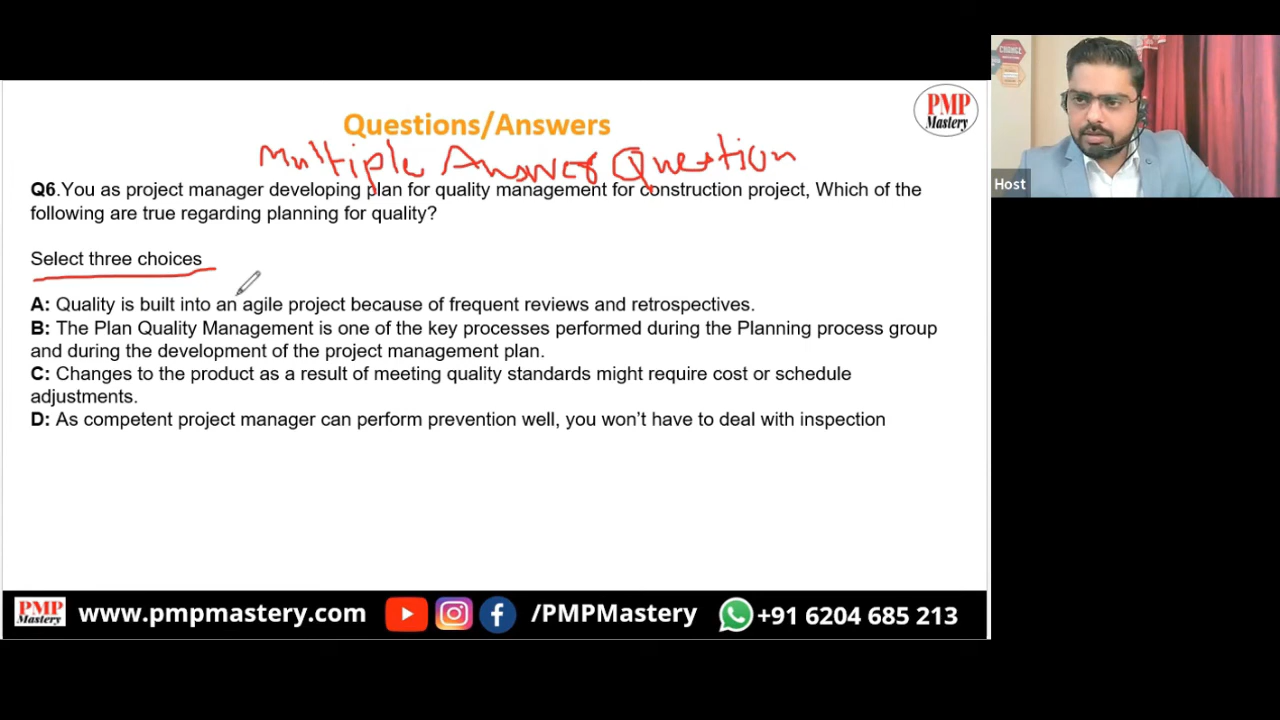 PMP
Mastery
Questions/Answers
Multiple Answer Question
Q6.You as project manager developing plan for quality management for construction project, Which of the
following are true regarding planning for quality?
Select three choices
A: Quality is built into an agile project because of frequent reviews and retrospectives.
B: The Plan Quality Management is one of the key processes performed during the Planning process group
and during the development of the project management plan.
C: Changes to the product as a result of meeting quality standards might require cost or schedule
adjustments.
D: As competent project manager can perform prevention well, you won’t have to deal with inspection
Host
CHANGE
PMP
Mastery
www.pmpmastery.com
/PMPMastery
+91 6204 685 213